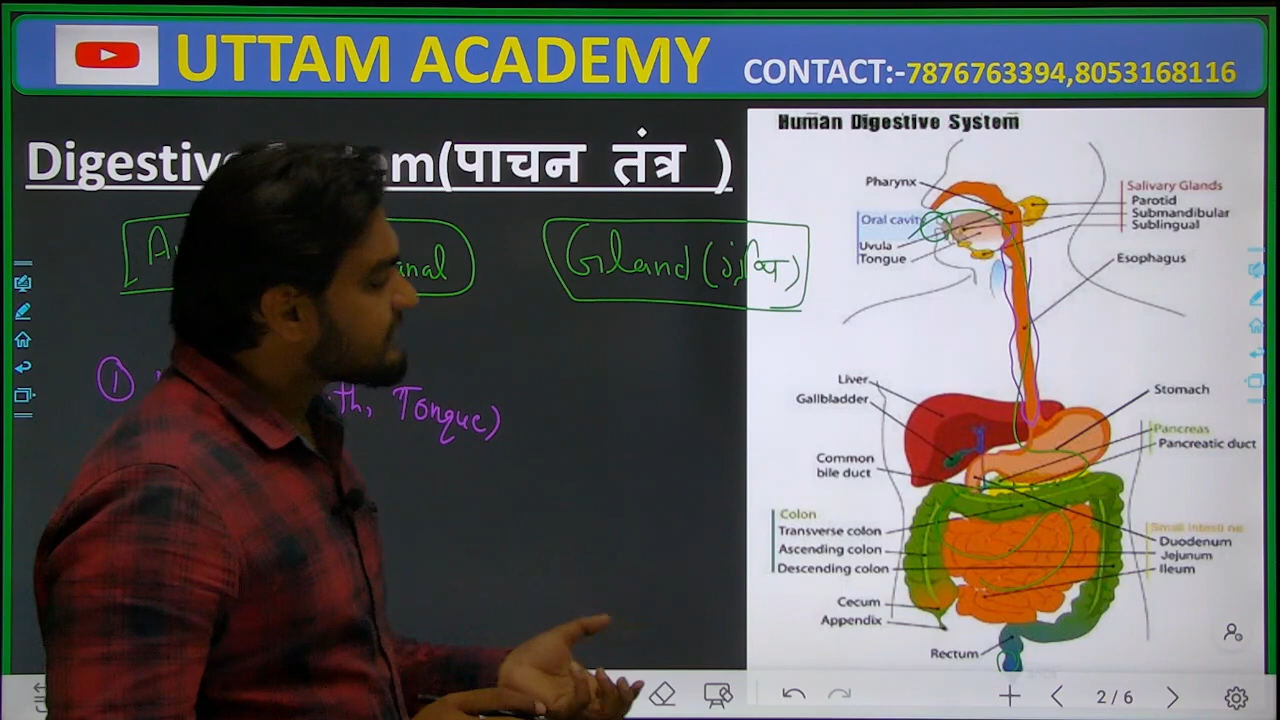 UTTAM ACADEMY
CONTACT:-7876763394,8053168116
(पाचन तंत्र )
Gland (ग्रंथि)
①
Tongue)
Human Digestive System
Pharynx
Oral cavity
Uvula
Tongue
Salivary Glands
Parotid
Submandibular
Sublingual
Esophagus
Liver
Gallbladder
Common
bile duct
Stomach
Pancreas
Pancreatic duct
Colon
Transverse colon
Ascending colon
Descending colon
Cecum
Appendix
Small Intestine
Duodenum
Jejunum
Ileum
Rectum
2/6